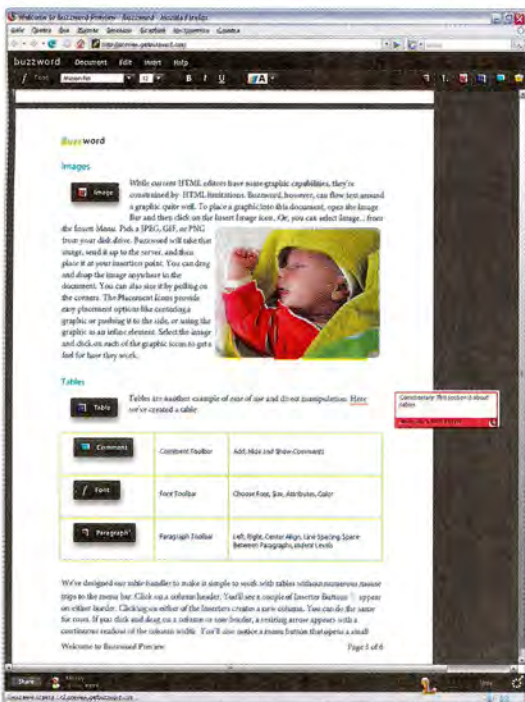 Welcome to Buzzword Preview - Buzzword - Mozilla Firefox
buzzword Document Edit Insert Help
Font
B I U A
Buzzword
Images
Image
While current HTML editors have some graphic capabilities, they're
constrained by HTML limitations. Buzzword, however, can flow text around
a graphic quite well. To place a graphic into this document, open the Image
Bar and then click on the Insert Image icon. Or, you can select Image... from
the Insert Menu. Pick a JPEG, GIF, or PNG
from your disk drive. Buzzword will take that
image, send it up to the server, and then
place it at your insertion point. You can drag
and drop the image anywhere in the
document. You can also size it by pulling on
the corners. The Placement Icons provide
easy placement options like centering a
graphic or pushing it to the side, or using the
graphic as an inline element. Select the image
and click on each of the graphic icons to get a
feel for how they work.
Tables
Table
Tables are another example of ease of use and direct manipulation. Here
we've created a table
Comment
Comment Toolbar
Add, Hide and Show Comments
Font
Font Toolbar
Choose Font, Size, Attributes, Color
Paragraph
Paragraph Toolbar
Left, Right, Center Align, Line Spacing, Space
Between Paragraphs, Indent Levels
We've designed our table handler to make it simple to work with tables without numerous mouse
trips to the menu bar. Click on a column header. You'll see a couple of Inserter Buttons appear
on either border. Clicking on either of the Inserters creates a new column. You can do the same
for rows. If you click and drag on a column or row border, a resizing arrow appears with a
continuous readout of the column width. You'll also notice a menu button that opens a small
Welcome to Buzzword Preview
Page 5 of 6
Share